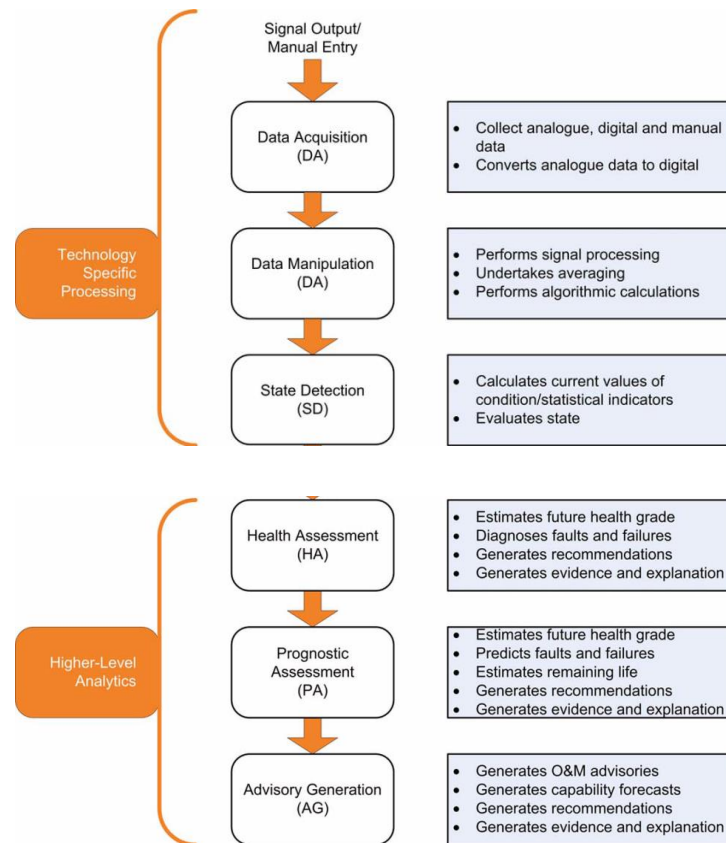 Signal Output/
Manual Entry
Data Acquisition
(DA)
• Collect analogue, digital and manual
data
• Converts analogue data to digital
Technology
Specific
Processing
Data Manipulation
(DA)
• Performs signal processing
• Undertakes averaging
• Performs algorithmic calculations
State Detection
(SD)
• Calculates current values of
condition/statistical indicators
• Evaluates state
Health Assessment
(HA)
• Estimates future health grade
• Diagnoses faults and failures
• Generates recommendations
• Generates evidence and explanation
Higher-Level
Analytics
Prognostic
Assessment
(PA)
• Estimates future health grade
• Predicts faults and failures
• Estimates remaining life
• Generates recommendations
• Generates evidence and explanation
Advisory Generation
(AG)
• Generates O&M advisories
• Generates capability forecasts
• Generates recommendations
• Generates evidence and explanation